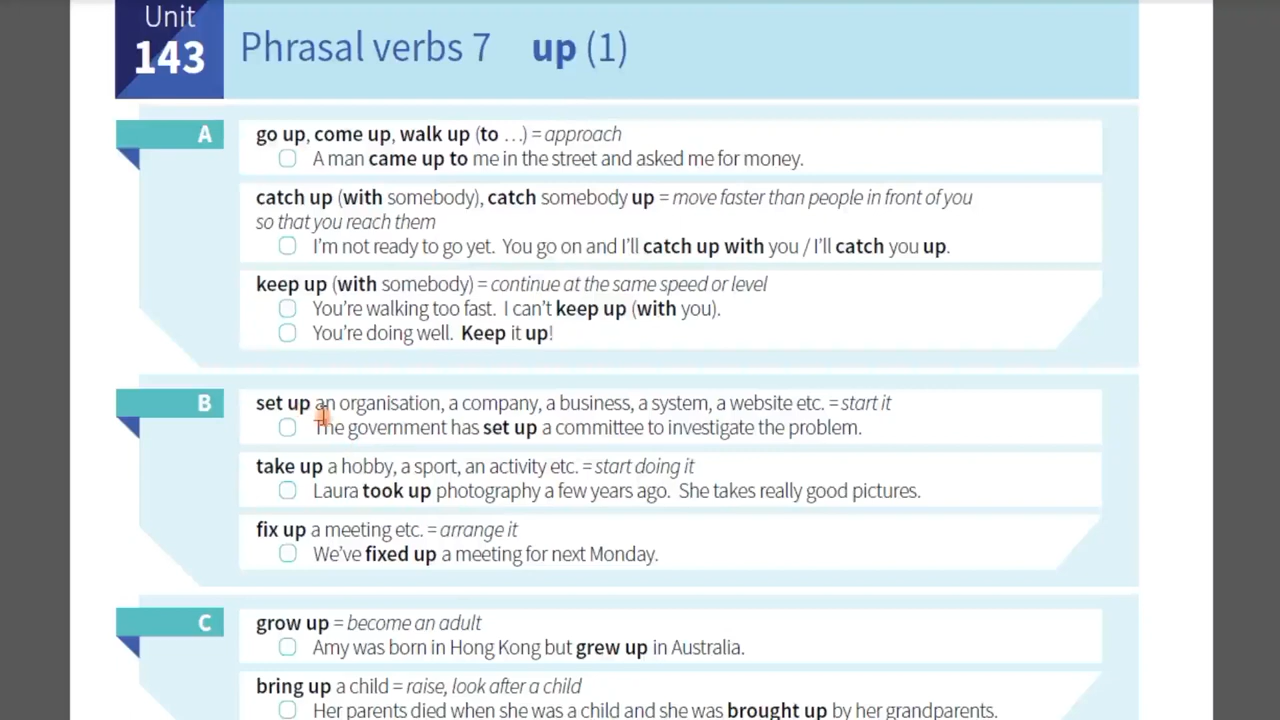 Unit
143
Phrasal verbs 7 up (1)
A
go up, come up, walk up (to …) = approach
A man came up to me in the street and asked me for money.
catch up (with somebody), catch somebody up = move faster than people in front of you
so that you reach them
I'm not ready to go yet. You go on and I'll catch up with you / I'll catch you up.
keep up (with somebody) = continue at the same speed or level
You're walking too fast. I can't keep up (with you).
You're doing well. Keep it up!
B
set up an organisation, a company, a business, a system, a website etc. = start it
The government has set up a committee to investigate the problem.
take up a hobby, a sport, an activity etc. = start doing it
Laura took up photography a few years ago. She takes really good pictures.
fix up a meeting etc. = arrange it
We've fixed up a meeting for next Monday.
C
grow up = become an adult
Amy was born in Hong Kong but grew up in Australia.
bring up a child = raise, look after a child
Her parents died when she was a child and she was brought up by her grandparents.